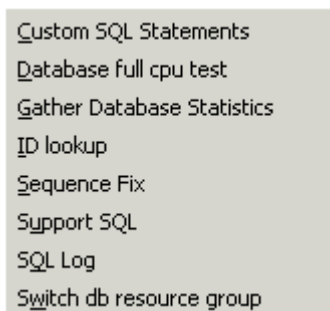 Custom SQL Statements
Database full cpu test
Gather Database Statistics
ID lookup
Sequence Fix
Support SQL
SQL Log
Switch db resource group